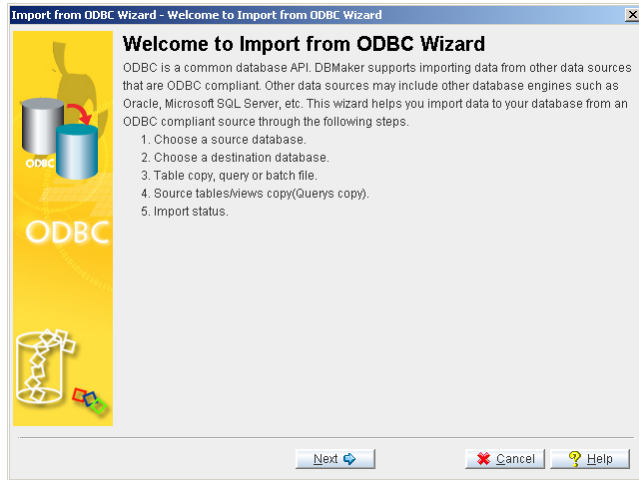 Import from ODBC Wizard - Welcome to Import from ODBC Wizard
Welcome to Import from ODBC Wizard
ODBC is a common database API. DBMaker supports importing data from other data sources
that are ODBC compliant. Other data sources may include other database engines such as
Oracle, Microsoft SQL Server, etc. This wizard helps you import data to your database from an
ODBC compliant source through the following steps.
1. Choose a source database.
2. Choose a destination database.
3. Table copy, query or batch file.
4. Source tables/views copy(Querys copy).
5. Import status.
ODBC
ODBC
Next
Cancel
Help